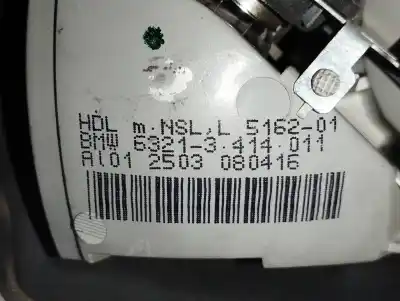 HDL m.NSL,L 5162-01
BMW 6321-3.414.011
AL01 2503 080416